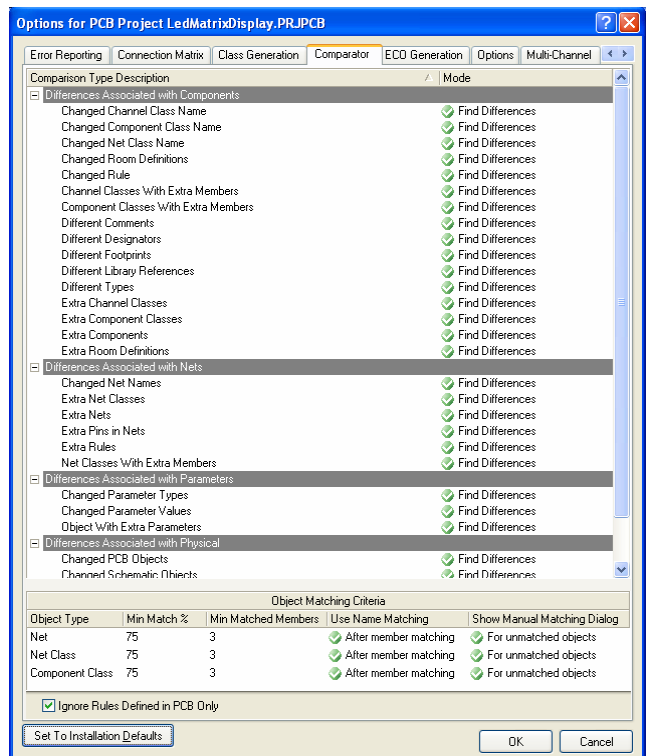 Options for PCB Project LedMatrixDisplay.PRJPCB
Error Reporting Connection Matrix Class Generation Comparator ECO Generation Options Multi-Channel
Comparison Type Description Mode
Differences Associated with Components
Changed Channel Class Name Find Differences
Changed Component Class Name Find Differences
Changed Net Class Name Find Differences
Changed Room Definitions Find Differences
Changed Rule Find Differences
Channel Classes With Extra Members Find Differences
Component Classes With Extra Members Find Differences
Different Comments Find Differences
Different Designators Find Differences
Different Footprints Find Differences
Different Library References Find Differences
Different Types Find Differences
Extra Channel Classes Find Differences
Extra Component Classes Find Differences
Extra Components Find Differences
Extra Room Definitions Find Differences
Differences Associated with Nets
Changed Net Names Find Differences
Extra Net Classes Find Differences
Extra Nets Find Differences
Extra Pins in Nets Find Differences
Extra Rules Find Differences
Net Classes With Extra Members Find Differences
Differences Associated with Parameters
Changed Parameter Types Find Differences
Changed Parameter Values Find Differences
Object With Extra Parameters Find Differences
Differences Associated with Physical
Changed PCB Objects Find Differences
Changed Schematic Objects Find Differences
Object Matching Criteria
Object Type Min Match % Min Matched Members Use Name Matching Show Manual Matching Dialog
Net 75 3 After member matching For unmatched objects
Net Class 75 3 After member matching For unmatched objects
Component Class 75 3 After member matching For unmatched objects
Ignore Rules Defined in PCB Only
Set To Installation Defaults OK Cancel